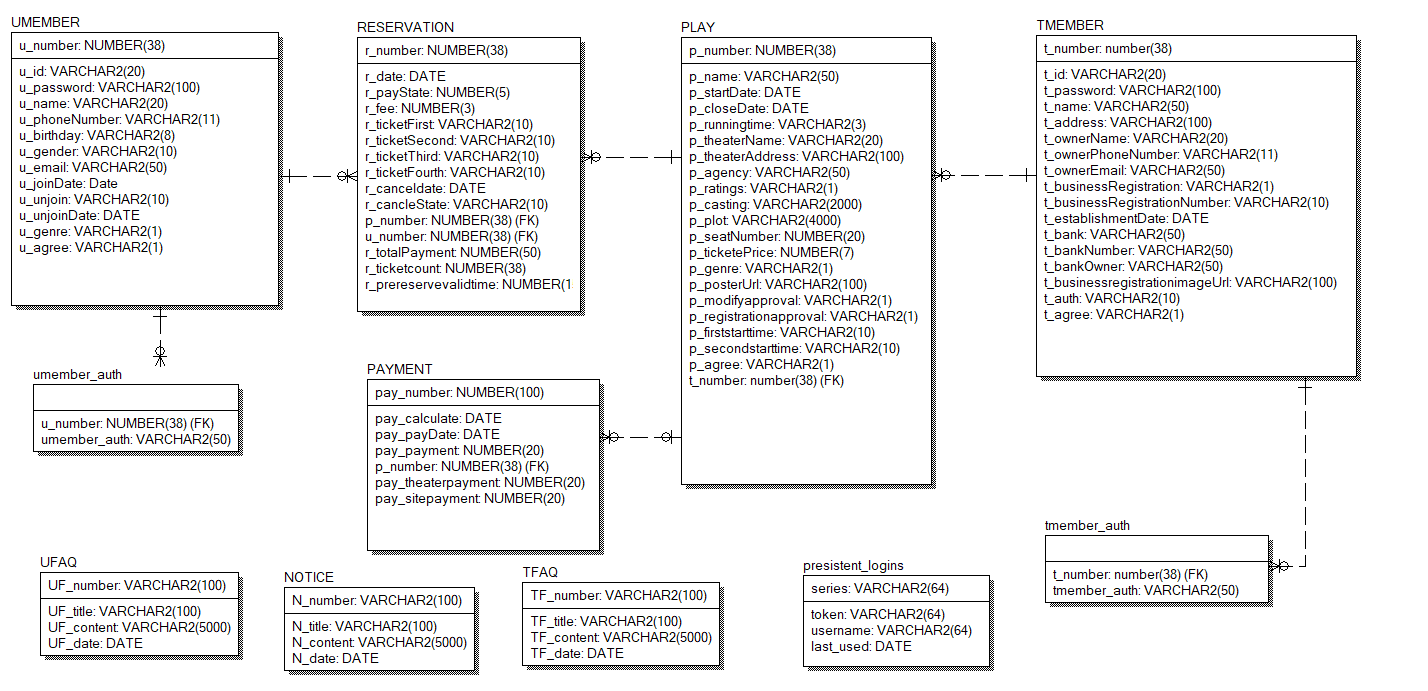 UMEMBER
u_number: NUMBER(38)
u_id: VARCHAR2(20)
u_password: VARCHAR2(100)
u_name: VARCHAR2(20)
u_phoneNumber: VARCHAR2(11)
u_birthday: VARCHAR2(8)
u_gender: VARCHAR2(10)
u_email: VARCHAR2(50)
u_joinDate: Date
u_unjoin: VARCHAR2(10)
u_unjoinDate: DATE
u_genre: VARCHAR2(1)
u_agree: VARCHAR2(1)
RESERVATION
r_number: NUMBER(38)
r_date: DATE
r_payState: NUMBER(5)
r_fee: NUMBER(3)
r_ticketFirst: VARCHAR2(10)
r_ticketSecond: VARCHAR2(10)
r_ticketThird: VARCHAR2(10)
r_ticketFourth: VARCHAR2(10)
r_canceldate: DATE
r_cancleState: VARCHAR2(10)
p_number: NUMBER(38) (FK)
u_number: NUMBER(38) (FK)
r_totalPayment: NUMBER(50)
r_ticketcount: NUMBER(38)
r_prereservevalidtime: NUMBER(1
PLAY
p_number: NUMBER(38)
p_name: VARCHAR2(50)
p_startDate: DATE
p_closeDate: DATE
p_runningtime: VARCHAR2(3)
p_theaterName: VARCHAR2(20)
p_theaterAddress: VARCHAR2(100)
p_agency: VARCHAR2(50)
p_ratings: VARCHAR2(1)
p_casting: VARCHAR2(2000)
p_plot: VARCHAR2(4000)
p_seatNumber: NUMBER(20)
p_ticketePrice: NUMBER(7)
p_genre: VARCHAR2(1)
p_posterUrl: VARCHAR2(100)
p_modifyapproval: VARCHAR2(1)
p_registrationapproval: VARCHAR2(1)
p_firststarttime: VARCHAR2(10)
p_secondstarttime: VARCHAR2(10)
p_agree: VARCHAR2(1)
t_number: number(38) (FK)
TMEMBER
t_number: number(38)
t_id: VARCHAR2(20)
t_password: VARCHAR2(100)
t_name: VARCHAR2(50)
t_address: VARCHAR2(100)
t_ownerName: VARCHAR2(20)
t_ownerPhoneNumber: VARCHAR2(11)
t_ownerEmail: VARCHAR2(50)
t_businessRegistration: VARCHAR2(1)
t_businessRegistrationNumber: VARCHAR2(10)
t_establishmentDate: DATE
t_bank: VARCHAR2(50)
t_bankNumber: VARCHAR2(50)
t_bankOwner: VARCHAR2(50)
t_businessregistrationimageUrl: VARCHAR2(100)
t_auth: VARCHAR2(10)
t_agree: VARCHAR2(1)
umember_auth
u_number: NUMBER(38) (FK)
umember_auth: VARCHAR2(50)
PAYMENT
pay_number: NUMBER(100)
pay_calculate: DATE
pay_payDate: DATE
pay_payment: NUMBER(20)
p_number: NUMBER(38) (FK)
pay_theaterpayment: NUMBER(20)
pay_sitepayment: NUMBER(20)
tmember_auth
t_number: number(38) (FK)
tmember_auth: VARCHAR2(50)
UFAQ
UF_number: VARCHAR2(100)
UF_title: VARCHAR2(100)
UF_content: VARCHAR2(5000)
UF_date: DATE
NOTICE
N_number: VARCHAR2(100)
N_title: VARCHAR2(100)
N_content: VARCHAR2(5000)
N_date: DATE
TFAQ
TF_number: VARCHAR2(100)
TF_title: VARCHAR2(100)
TF_content: VARCHAR2(5000)
TF_date: DATE
presistent_logins
series: VARCHAR2(64)
token: VARCHAR2(64)
username: VARCHAR2(64)
last_used: DATE